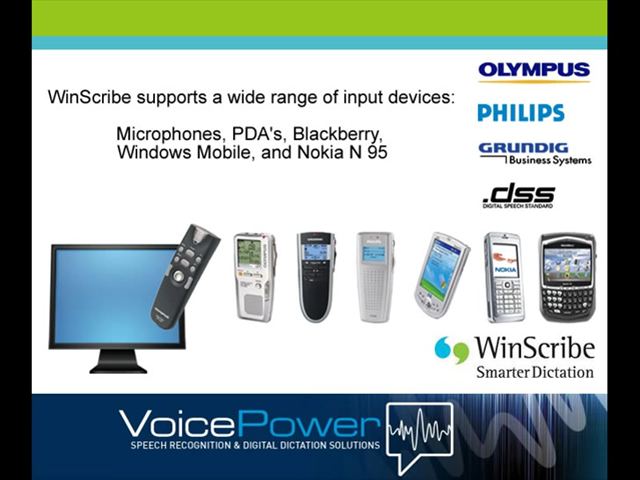 WinScribe supports a wide range of input devices:
Microphones, PDA's, Blackberry,
Windows Mobile, and Nokia N 95
OLYMPUS
PHILIPS
GRUNDIG
Business Systems
.dss
DIGITAL SPEECH STANDARD
NOKIA
WinScribe
Smarter Dictation
VoicePower
SPEECH RECOGNITION & DIGITAL DICTATION SOLUTIONS